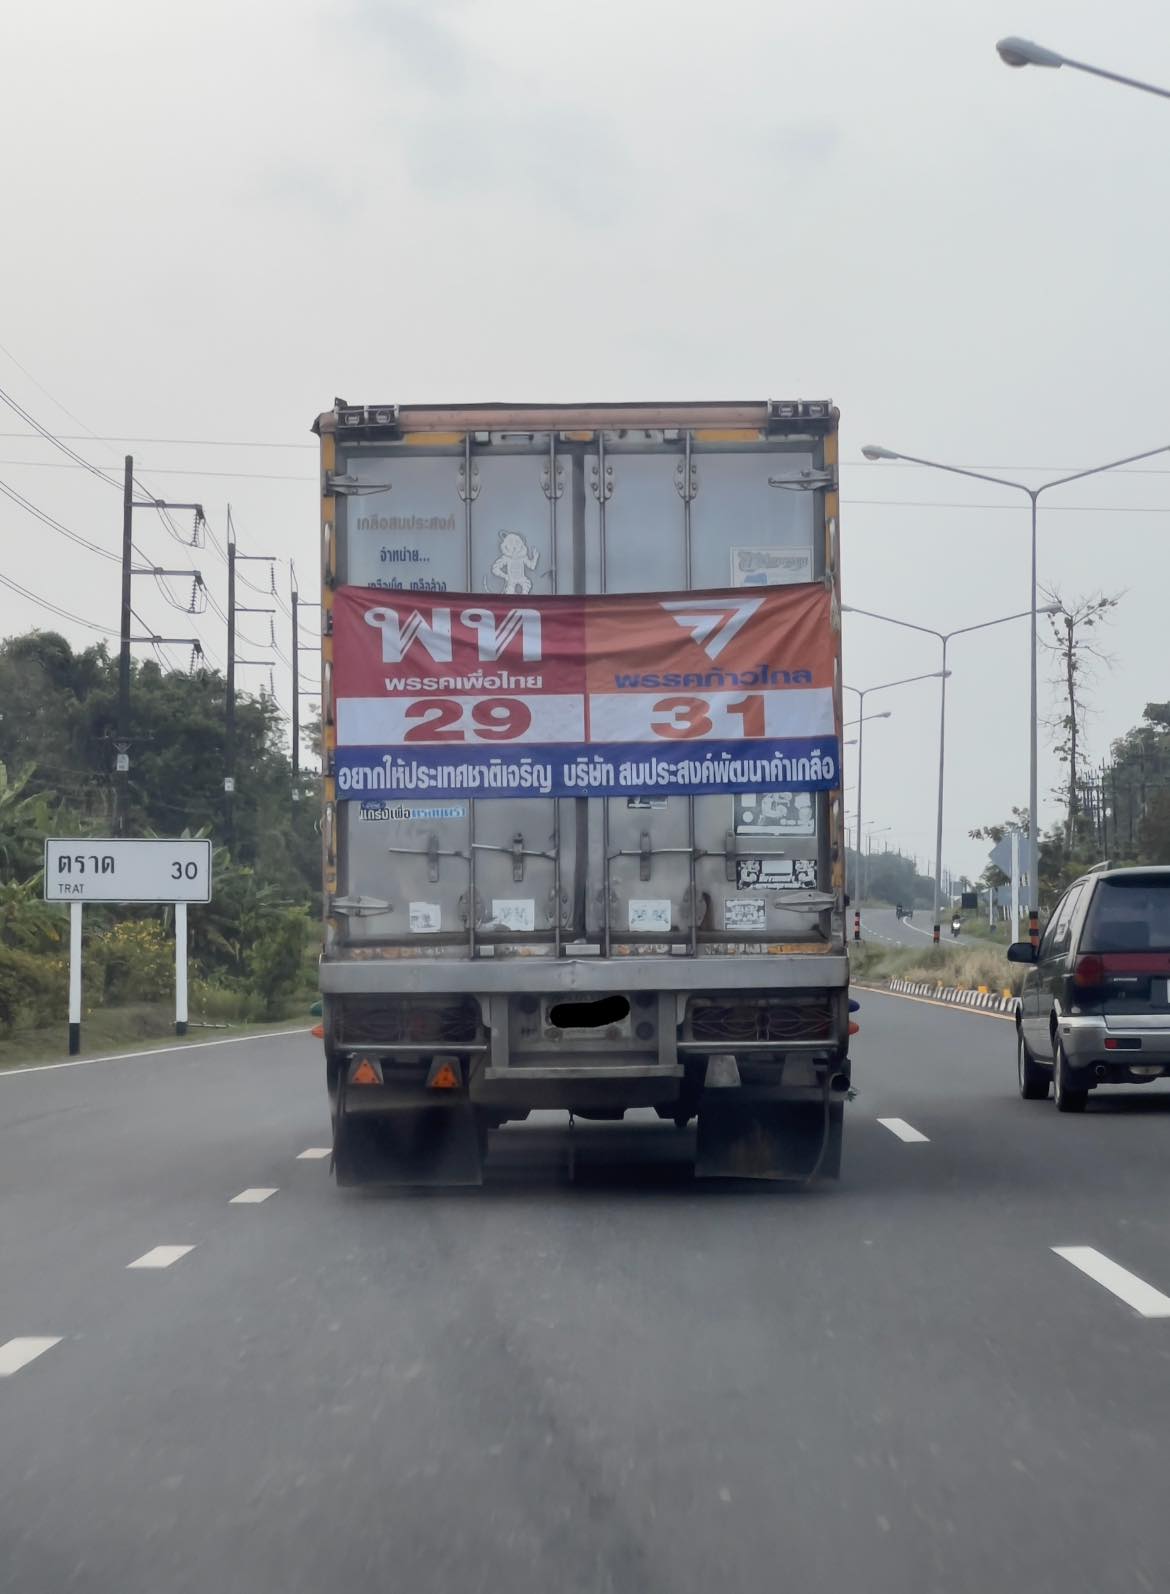 เกลือสมประสงค์
จำหน่าย...
พท
พรรคเพื่อไทย
29
พรรคก้าวไกล
31
อยากให้ประเทศชาติเจริญ บริษัท สมประสงค์พัฒนาค้าเกลือ
ตราด 30
TRAT